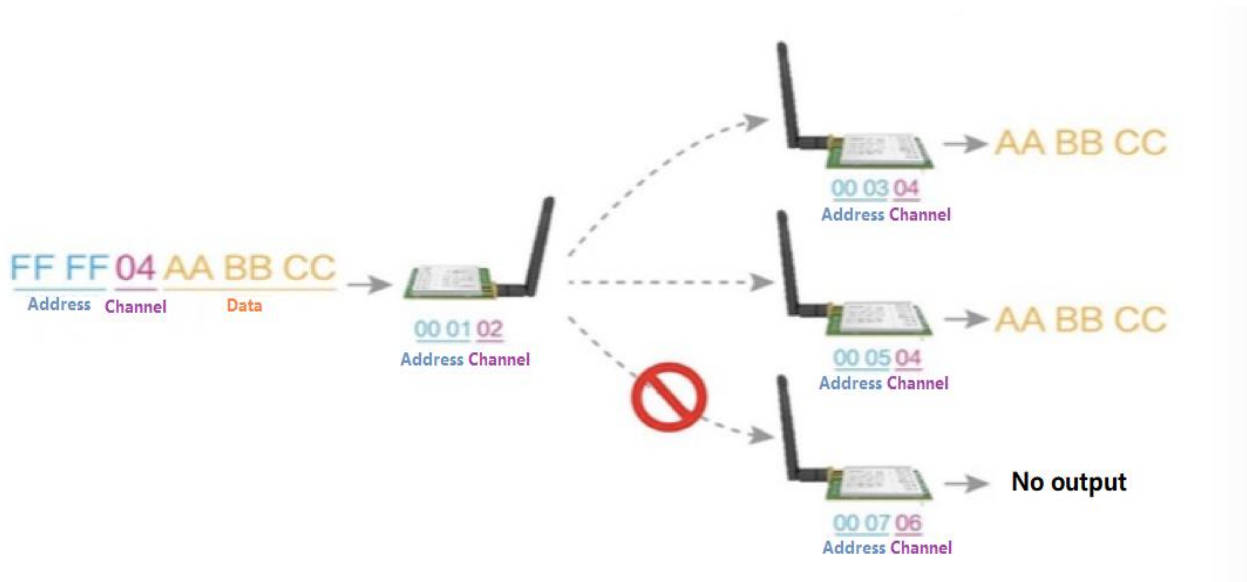 FF FF 04 AA BB CC
Address Channel Data
00 01 02
Address Channel
AA BB CC
00 03 04
Address Channel
AA BB CC
00 05 04
Address Channel
No output
00 07 06
Address Channel